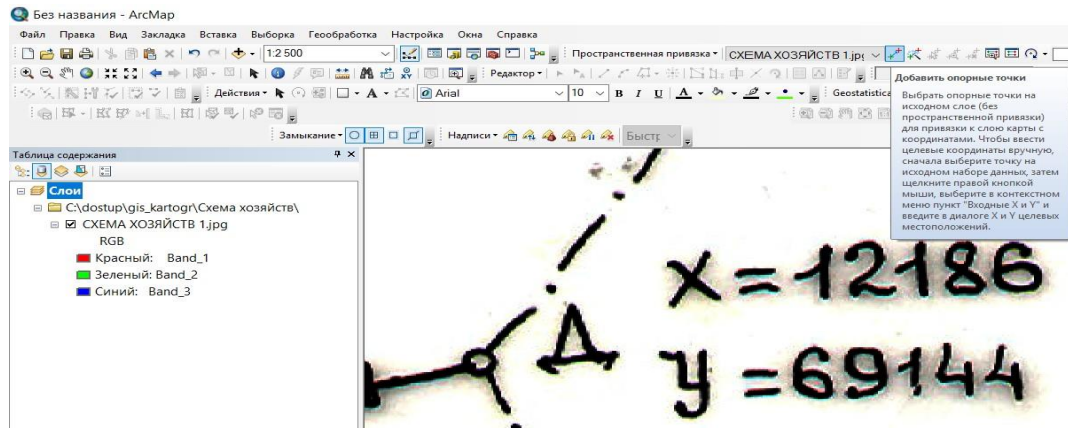 Без названия - ArcMap
Файл Правка Вид Закладка Вставка Выборка Геообработка Настройка Окна Справка
1:2 500
Пространственная привязка
СХЕМА ХОЗЯЙСТВ 1.jp
Редактор
Действия
A
Arial
10
B I U A
Geostatistica
Замыкание
Надписи
Быстр
Добавить опорные точки
Выбрать опорные точки на
исходном слое (без
пространственной привязки)
для привязки к слою карты с
координатами. Чтобы ввести
целевые координаты вручную,
сначала выберите точку на
исходном наборе данных, затем
щелкните правой кнопкой
мыши, выберите в контекстном
меню пункт "Входные X и Y" и
введите в диалоге X и Y целевых
местоположений.
Таблица содержания
Слои
C:\dostup\gis_kartogr\Схема хозяйств\
СХЕМА ХОЗЯЙСТВ 1.jpg
RGB
Красный: Band_1
Зеленый: Band_2
Синий: Band_3
Д
x = 12186
y = 69144